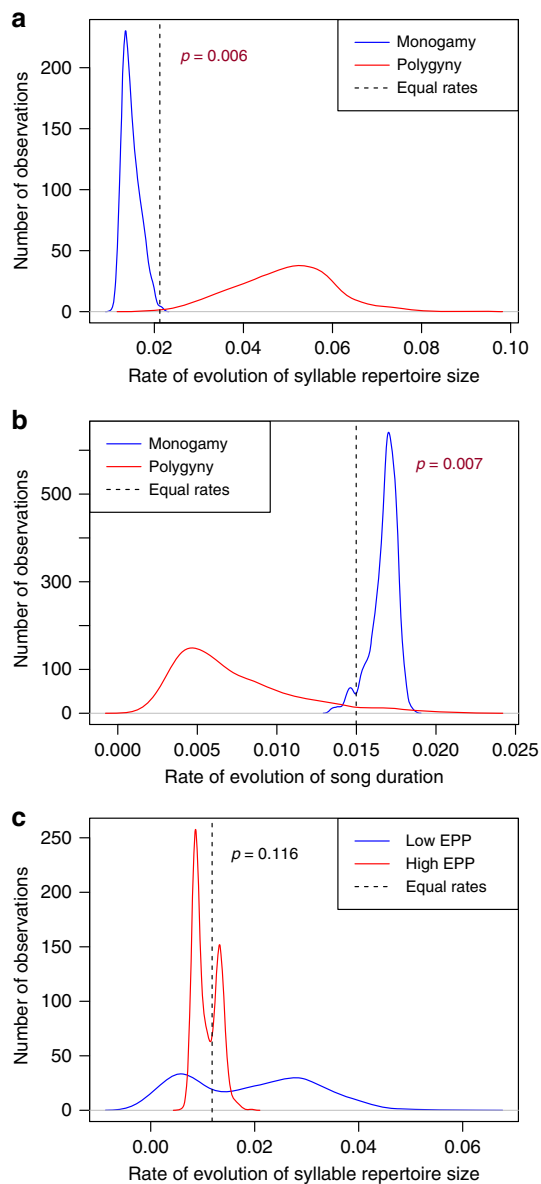 a
p = 0.006
Monogamy
Polygyny
Equal rates
Number of observations
200
150
100
50
0
0.02 0.04 0.06 0.08 0.10
Rate of evolution of syllable repertoire size
b
Monogamy
Polygyny
Equal rates
p = 0.007
Number of observations
500
300
100
0
0.000 0.005 0.010 0.015 0.020 0.025
Rate of evolution of song duration
c
p = 0.116
Low EPP
High EPP
Equal rates
Number of observations
250
200
150
100
50
0
0.00 0.02 0.04 0.06
Rate of evolution of syllable repertoire size